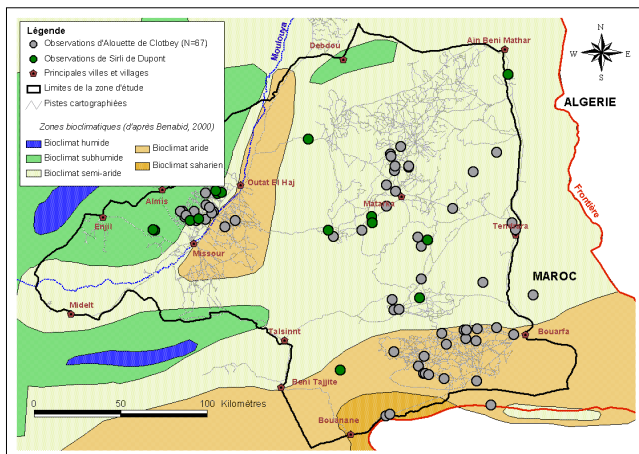 Légende
Observations d'Alouette de Clotbey (N=67)
Observations de Sirli de Dupont
Principales villes et villages
Limites de la zone d'étude
Pistes cartographiées
Zones bioclimatiques (d'après Benabid, 2000)
Bioclimat humide
Bioclimat subhumide
Bioclimat semi-aride
Bioclimat aride
Bioclimat saharien
Moulouya
Debdou
Ain Beni Mathar
N
W E
S
ALGERIE
Frontière
Outat El Haj
Almis
Enjil
Missour
Midelt
Talsinnt
Beni Tajjite
Bouanane
Bouarfa
MAROC
0 50 100 Kilomètres